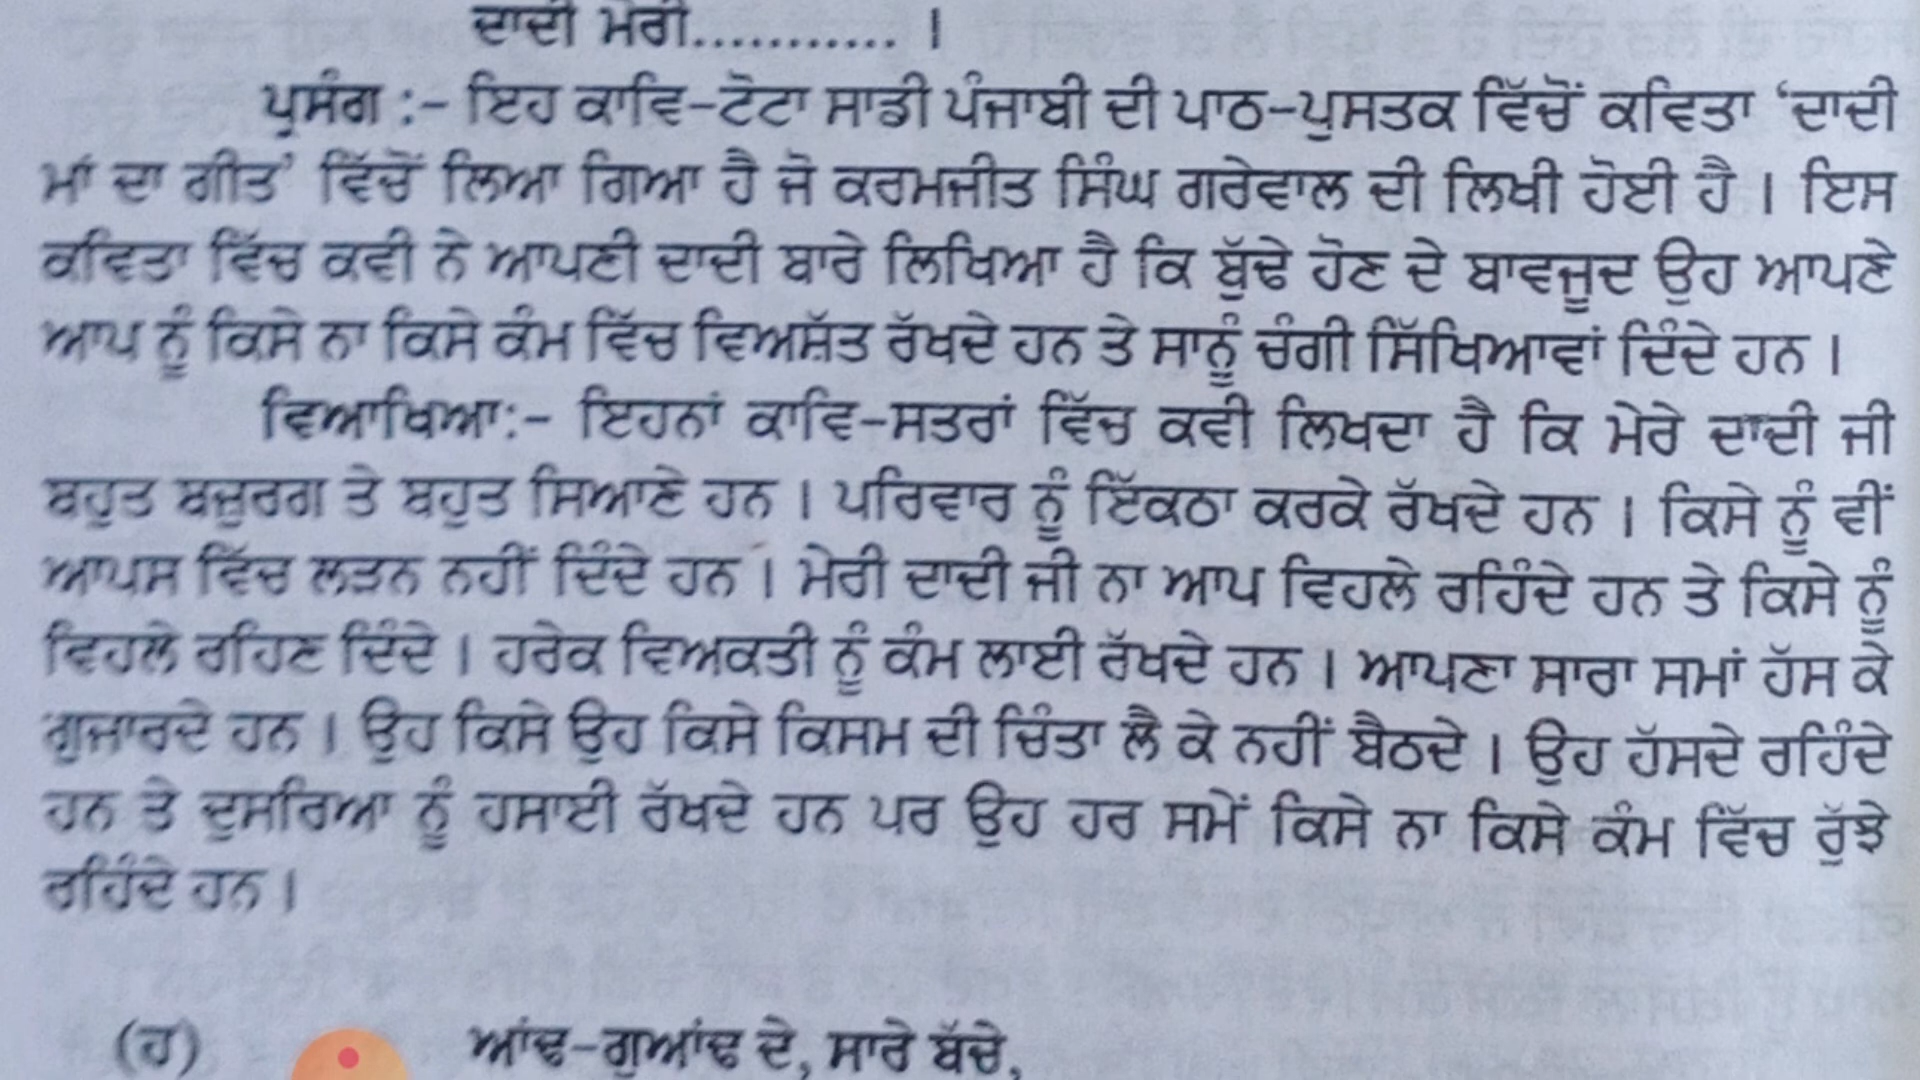 ਦਾਦੀ ਮੇਰੀ........... ।
ਪ੍ਰਸੰਗ :- ਇਹ ਕਾਵਿ-ਟੋਟਾ ਸਾਡੀ ਪੰਜਾਬੀ ਦੀ ਪਾਠ-ਪੁਸਤਕ ਵਿੱਚੋਂ ਕਵਿਤਾ ‘ਦਾਦੀ
ਮਾਂ ਦਾ ਗੀਤ’ ਵਿੱਚੋਂ ਲਿਆ ਗਿਆ ਹੈ ਜੋ ਕਰਮਜੀਤ ਸਿੰਘ ਗਰੇਵਾਲ ਦੀ ਲਿਖੀ ਹੋਈ ਹੈ । ਇਸ
ਕਵਿਤਾ ਵਿੱਚ ਕਵੀ ਨੇ ਆਪਣੀ ਦਾਦੀ ਬਾਰੇ ਲਿਖਿਆ ਹੈ ਕਿ ਬੁੱਢੇ ਹੋਣ ਦੇ ਬਾਵਜੂਦ ਉਹ ਆਪਣੇ
ਆਪ ਨੂੰ ਕਿਸੇ ਨਾ ਕਿਸੇ ਕੰਮ ਵਿੱਚ ਵਿਅਸ਼ੱਤ ਰੱਖਦੇ ਹਨ ਤੇ ਸਾਨੂੰ ਚੰਗੀ ਸਿੱਖਿਆਵਾਂ ਦਿੰਦੇ ਹਨ ।
ਵਿਆਖਿਆ:- ਇਹਨਾਂ ਕਾਵਿ-ਸਤਰਾਂ ਵਿੱਚ ਕਵੀ ਲਿਖਦਾ ਹੈ ਕਿ ਮੇਰੇ ਦਾਦੀ ਜੀ
ਬਹੁਤ ਬਜ਼ੁਰਗ ਤੇ ਬਹੁਤ ਸਿਆਣੇ ਹਨ । ਪਰਿਵਾਰ ਨੂੰ ਇੱਕਠਾ ਕਰਕੇ ਰੱਖਦੇ ਹਨ । ਕਿਸੇ ਨੂੰ ਵੀਂ
ਆਪਸ ਵਿੱਚ ਲੜਨ ਨਹੀਂ ਦਿੰਦੇ ਹਨ । ਮੇਰੀ ਦਾਦੀ ਜੀ ਨਾ ਆਪ ਵਿਹਲੇ ਰਹਿੰਦੇ ਹਨ ਤੇ ਕਿਸੇ ਨੂੰ
ਵਿਹਲੇ ਰਹਿਣ ਦਿੰਦੇ । ਹਰੇਕ ਵਿਅਕਤੀ ਨੂੰ ਕੰਮ ਲਾਈ ਰੱਖਦੇ ਹਨ । ਆਪਣਾ ਸਾਰਾ ਸਮਾਂ ਹੱਸ ਕੇ
ਗੁਜਾਰਦੇ ਹਨ । ਉਹ ਕਿਸੇ ਉਹ ਕਿਸੇ ਕਿਸਮ ਦੀ ਚਿੰਤਾ ਲੈ ਕੇ ਨਹੀਂ ਬੈਠਦੇ । ਉਹ ਹੱਸਦੇ ਰਹਿੰਦੇ
ਹਨ ਤੇ ਦੁਸਰਿਆ ਨੂੰ ਹਸਾਈ ਰੱਖਦੇ ਹਨ ਪਰ ਉਹ ਹਰ ਸਮੇਂ ਕਿਸੇ ਨਾ ਕਿਸੇ ਕੰਮ ਵਿੱਚ ਰੁੱਝੇ
ਰਹਿੰਦੇ ਹਨ ।
(ਹ) ਆਂਢ-ਗੁਆਂਢ ਦੇ, ਸਾਰੇ ਬੱਚੇ,